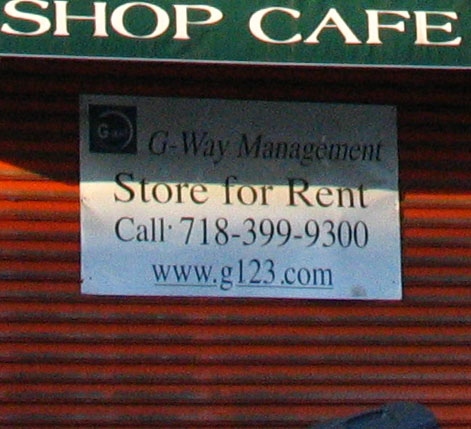 SHOP CAFE
G-Way Management
Store for Rent
Call 718-399-9300
www.g123.com